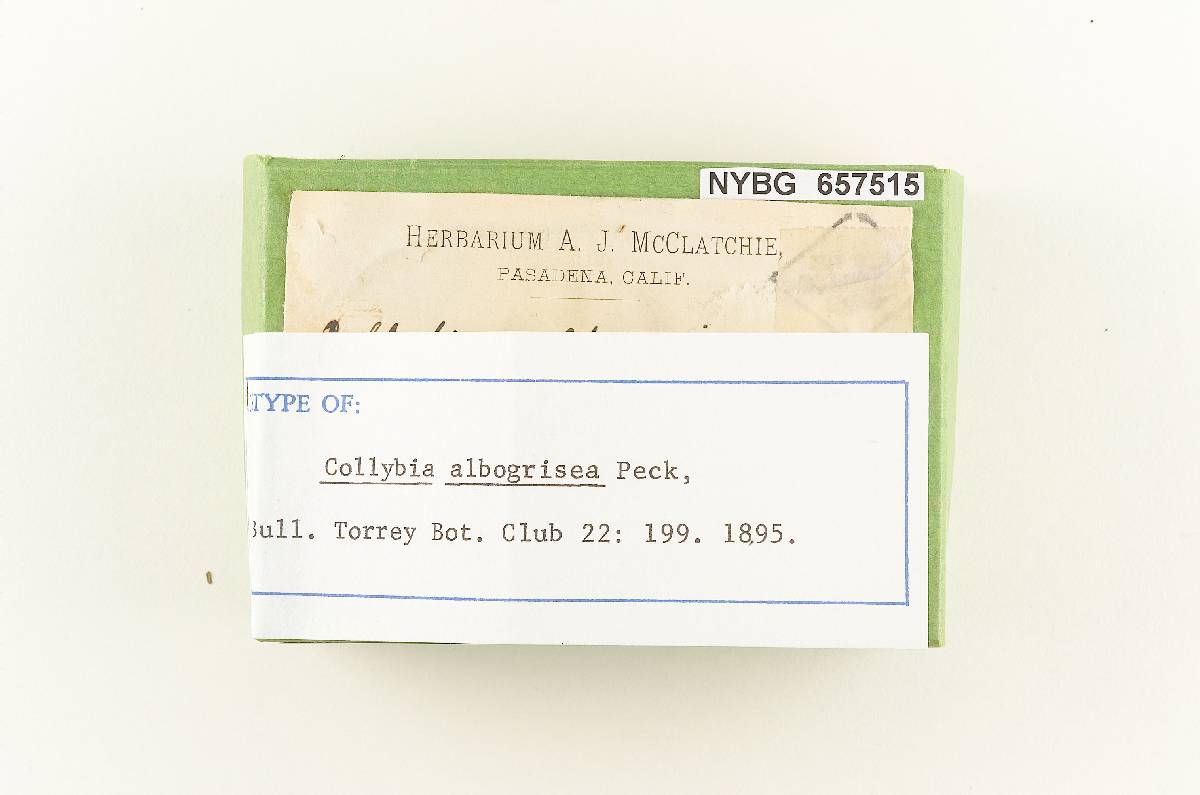 NYBG 657515
HERBARIUM A. J. MCCLATCHIE,
PASADENA, CALIF.
TYPE OF:
Collybia albogrisea Peck,
Bull. Torrey Bot. Club 22: 199. 1895.